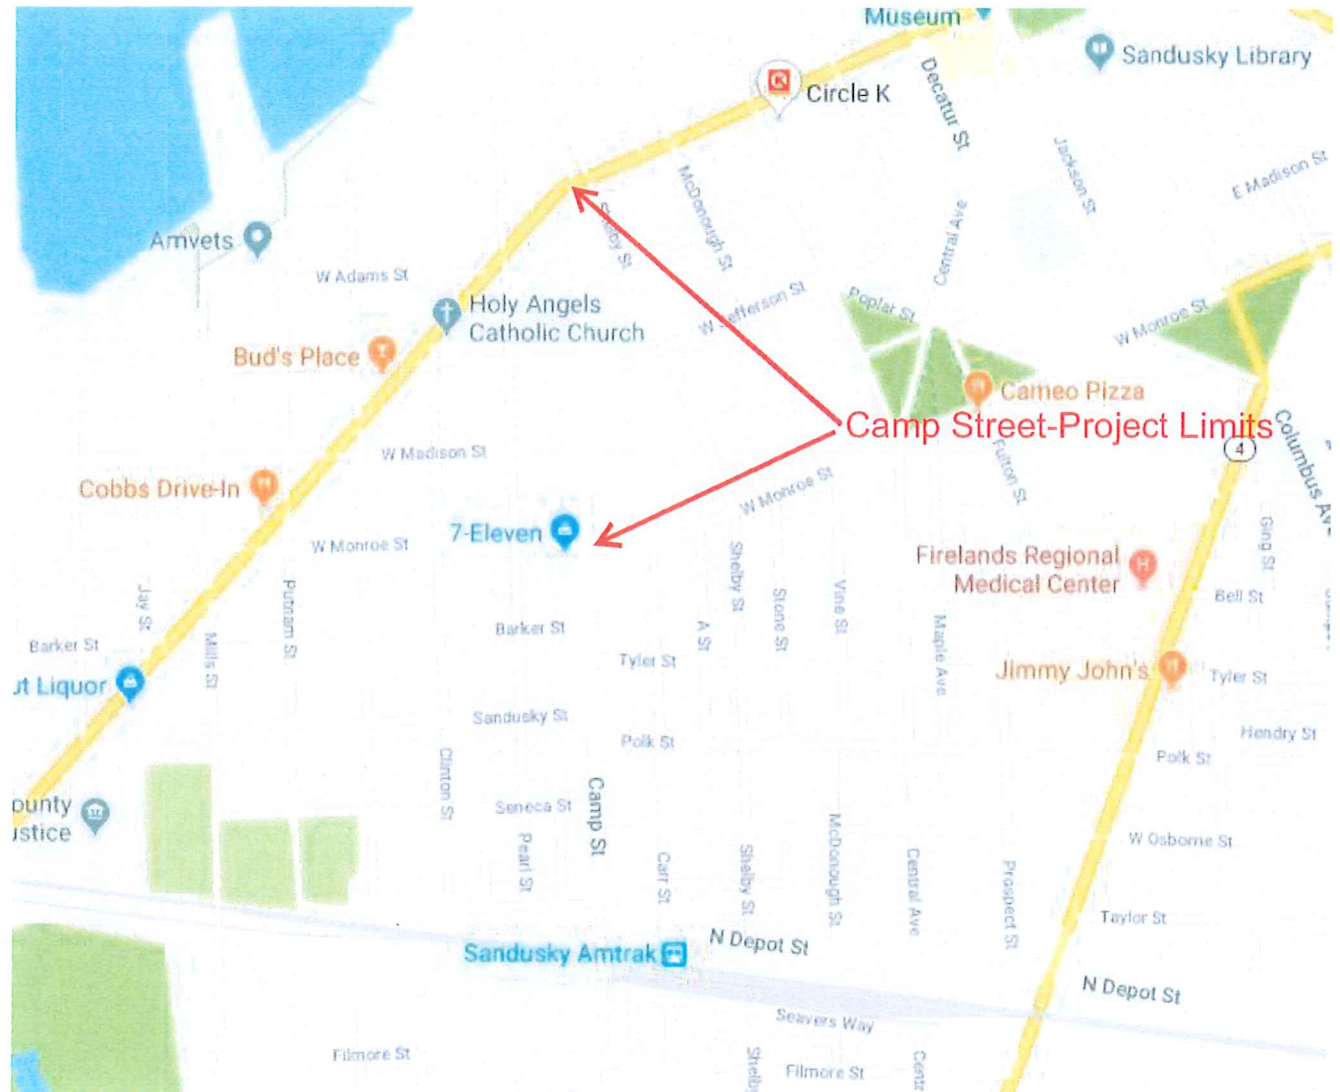 Museum
Sandusky Library
Circle K
Decatur St
Jackson St
E Madison St
McDonough St
Shelby St
Central Ave
Amvets
W Adams St
Holy Angels
Catholic Church
W Jefferson St
Poplar St
W Monroe St
Bud's Place
Cameo Pizza
Camp Street-Project Limits
4
Columbus Ave
W Madison St
Fulton St
Cobbs Drive-In
W Monroe St
7-Eleven
W Monroe St
Ging St
Firelands Regional
Medical Center
Shelby St
Stone St
Vine St
Bell St
Jay St
Putnam St
Mills St
Barker St
Barker St
A St
Maple Ave
Tyler St
Jimmy John's
Tyler St
ut Liquor
Sandusky St
Polk St
Hendry St
Polk St
Clinton St
Camp St
Seneca St
ounty
ustice
Pearl St
Carr St
Shelby St
McDonough St
Central Ave
Prospect St
W Osborne St
Taylor St
Sandusky Amtrak
N Depot St
N Depot St
Seavers Way
Filmore St
Shelb
Filmore St
Centr